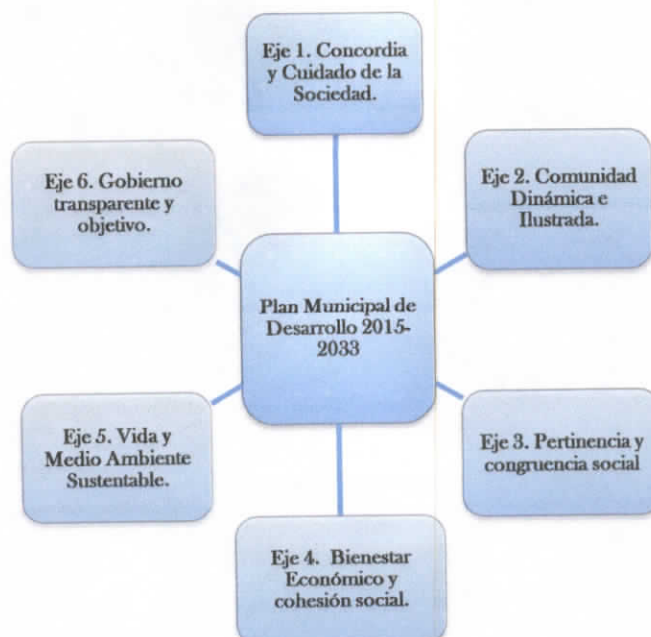 Eje 1. Concordia
y Cuidado de la
Sociedad.
Eje 6. Gobierno
transparente y
objetivo.
Eje 2. Comunidad
Dinámica e
Ilustrada.
Plan Municipal de
Desarrollo 2015-
2033
Eje 5. Vida y
Medio Ambiente
Sustentable.
Eje 3. Pertinencia y
congruencia social
Eje 4. Bienestar
Económico y
cohesión social.